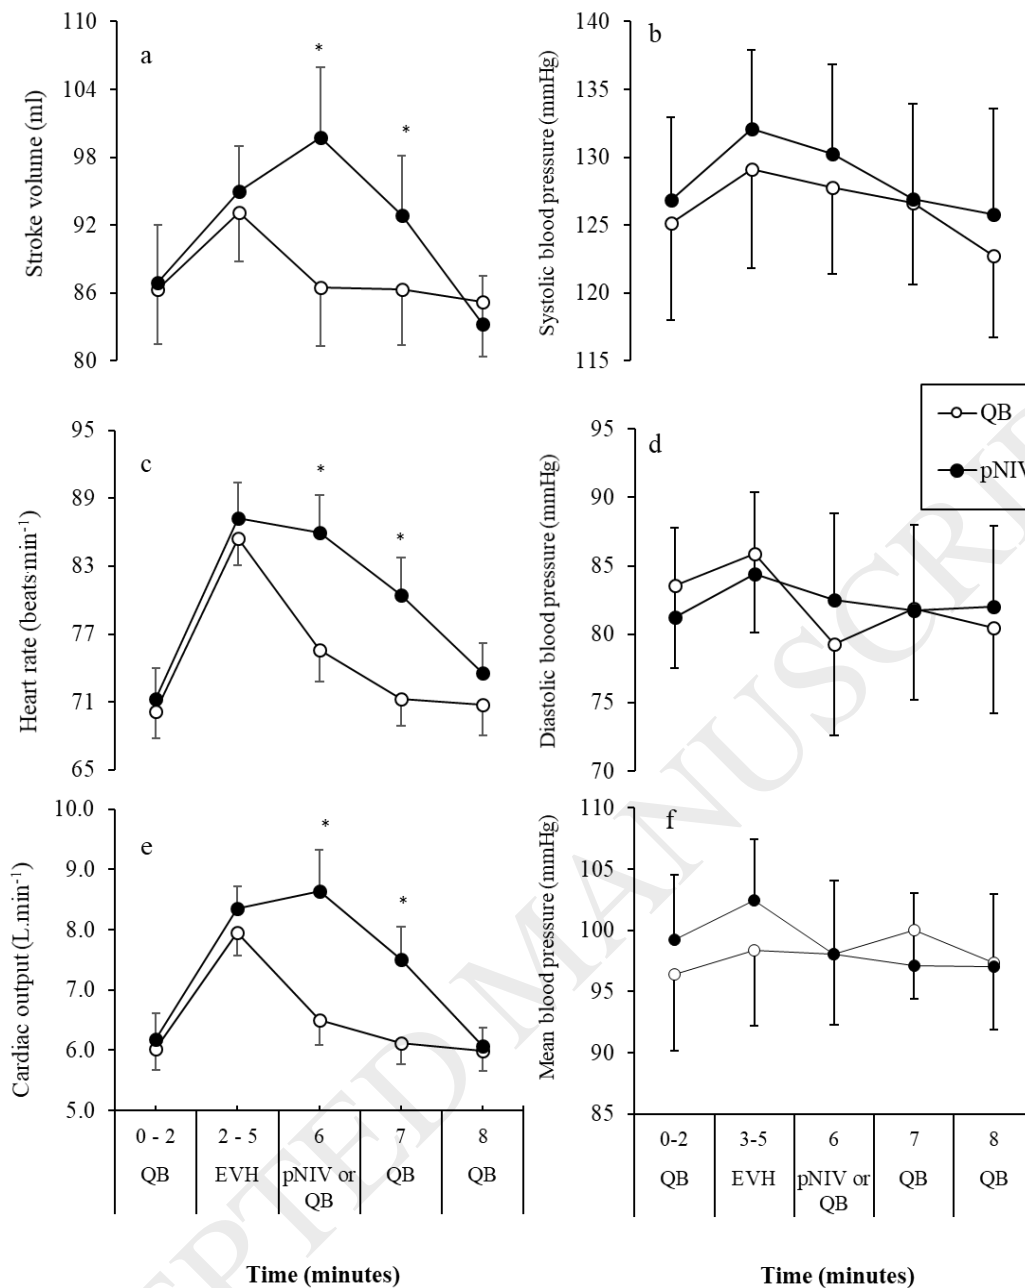 110
104
98
92
86
80
Stroke volume (ml)
a
*
*
140
135
130
125
120
115
Systolic blood pressure (mmHg)
b
QB
pNIV
95
89
83
77
71
65
Heart rate (beats·min-1)
c
*
*
95
90
85
80
75
70
Diastolic blood pressure (mmHg)
d
10.0
9.0
8.0
7.0
6.0
5.0
Cardiac output (L.min-1)
e
*
*
0 - 2 2 - 5 6 7 8
QB EVH pNIV or QB QB
QB
Time (minutes)
110
105
100
95
90
85
Mean blood pressure (mmHg)
f
0-2 3-5 6 7 8
QB EVH pNIV or QB QB
QB
Time (minutes)
PTED MANUSCRI